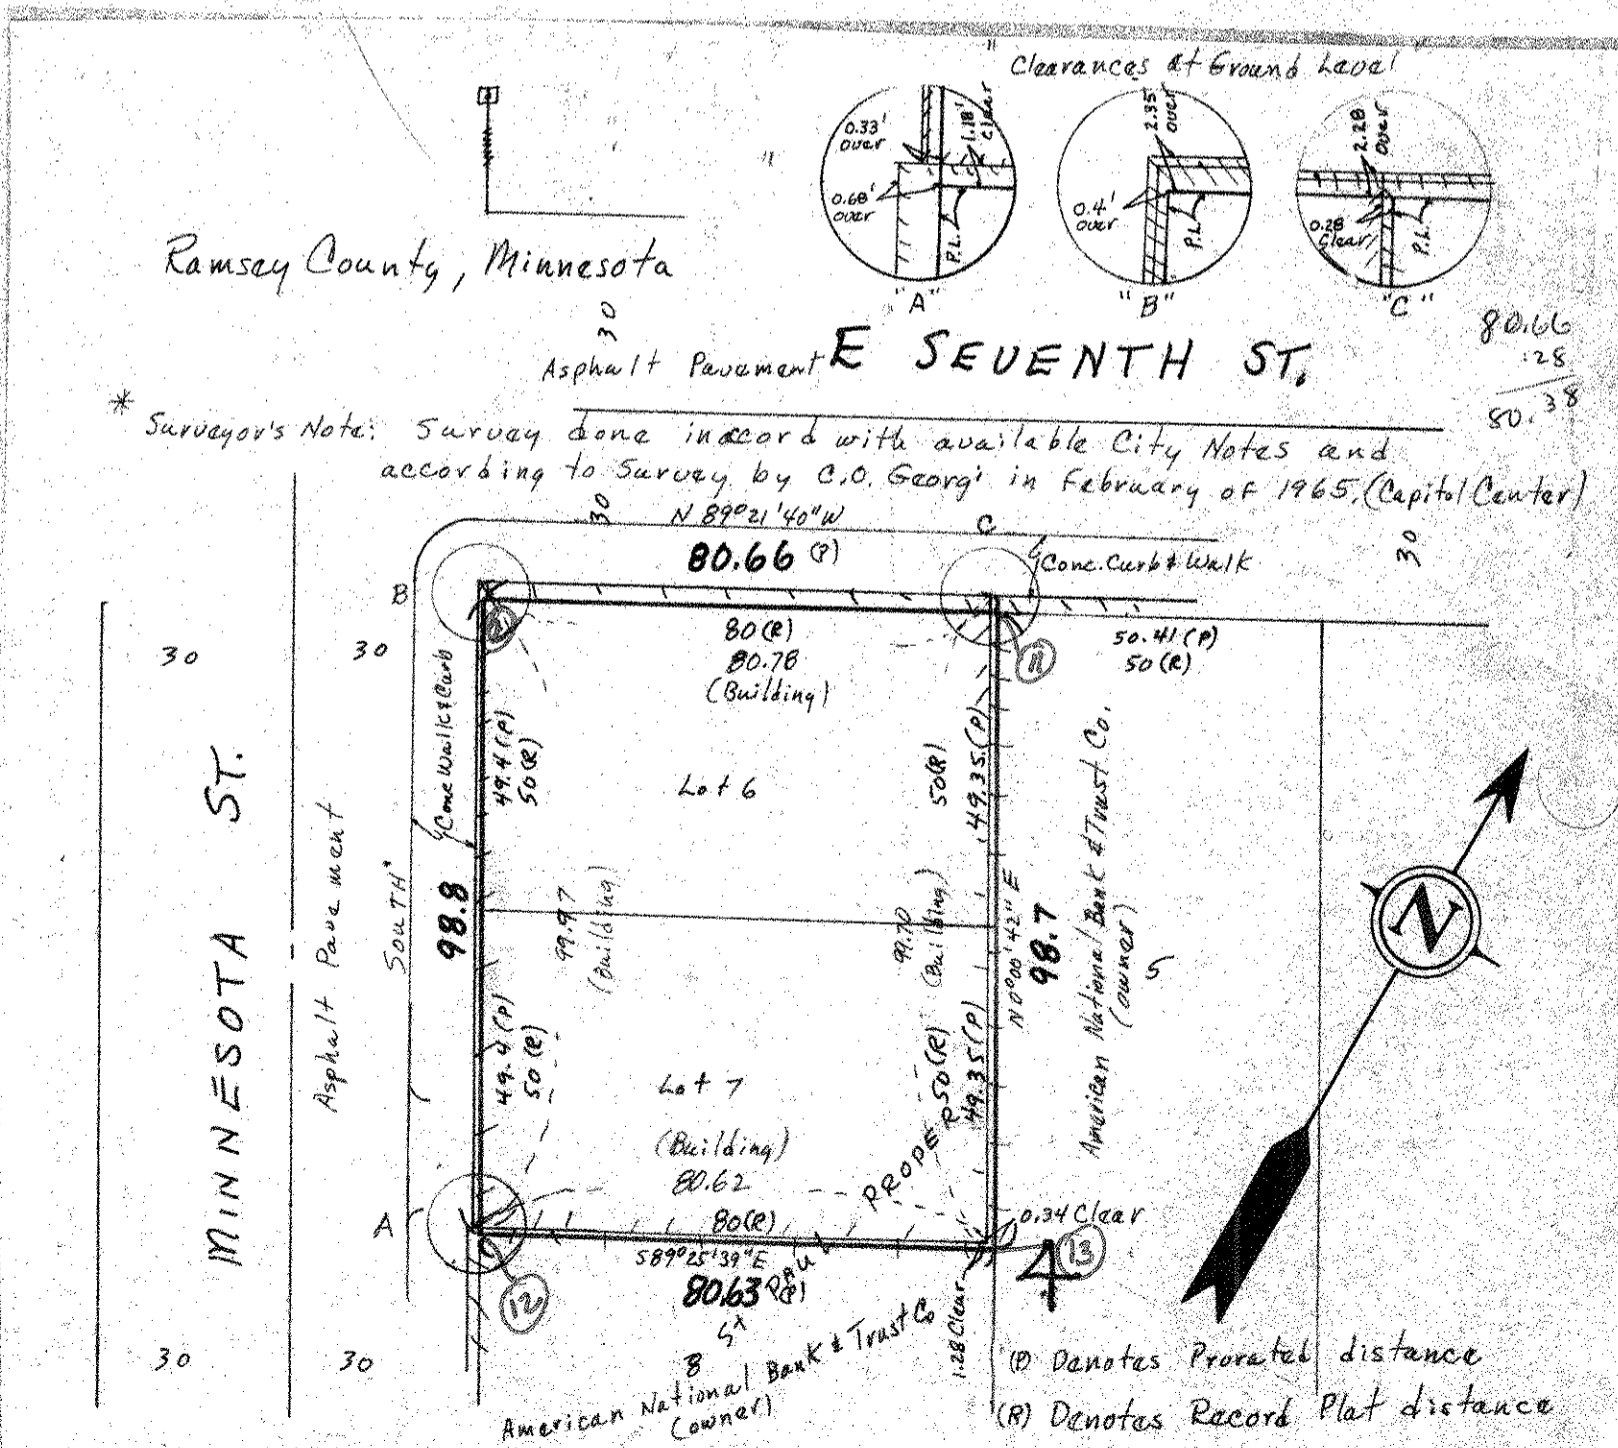 "Clearances at Ground Level
0.33' over
1.18' Clear
0.68' over
P.L.
"A"
2.35' over
0.4' over
P.L.
"B"
2.28 over
0.28 Clear
P.L.
"C"
Ramsey County, Minnesota
30
Asphalt Pavement E SEVENTH ST.
80.66
.28
80.38
* Surveyor's Note: Survey done in accord with available City Notes and
according to Survey by C.O. Georgi in February of 1965. (Capitol Center)
30
N 89°21'40"W
C
30
80.66 (P)
Conc. Curb & Walk
B
80 (R)
80.78
(Building)
11
50.41 (P)
50 (R)
30
30
Conc Walk & Curb
49.4 (P)
50 (R)
Lot 6
50 (R)
49.35 (P)
MINNESOTA ST.
Asphalt Pavement
SOUTH
98.8
99.97
(Building)
99.70
(Building)
N 0°00'42" E
98.7
American National Bank & Trust Co.
(owner)
5
49.4 (P)
50 (R)
Lot 7
50 (R)
49.35 (P)
(Building)
80.62
PROPER
A
80 (R)
0.34 Clear
S 89°25'39" E
4
13
80.63 (P)
12
1.28 Clear
8
American National Bank & Trust Co
(owner)
30
30
(P) Denotes Prorated distance
(R) Denotes Record Plat distance
N